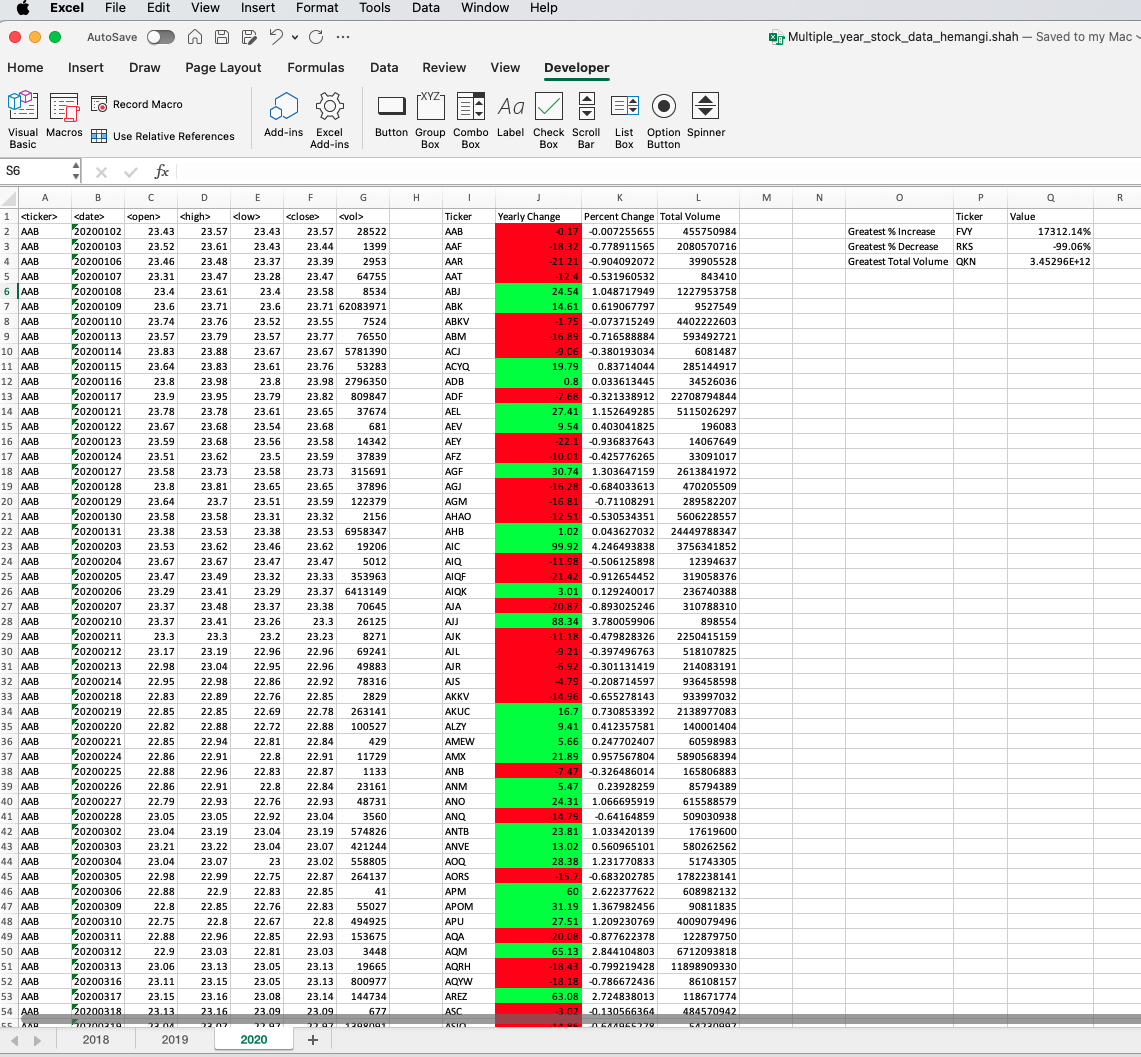 Excel File Edit View Insert Format Tools Data Window Help
AutoSave Multiple_year_stock_data_hemangi.shah — Saved to my Mac
Home Insert Draw Page Layout Formulas Data Review View Developer
Visual Basic Macros Record Macro Use Relative References Add-ins Excel Add-ins Button XYZ Group Box Combo Box Aa Label Check Box Scroll Bar List Box Option Button Spinner
S6 fx
A B C D E F G H I J K L M N O P Q R
1 <ticker> <date> <open> <high> <low> <close> <vol> Ticker Yearly Change Percent Change Total Volume Ticker Value
2 AAB 20200102 23.43 23.57 23.43 23.57 28522 AAB -0.17 -0.007255655 455750984 Greatest % Increase FVY 17312.14%
3 AAB 20200103 23.52 23.61 23.43 23.44 1399 AAF -18.32 -0.778911565 2080570716 Greatest % Decrease RKS -99.06%
4 AAB 20200106 23.46 23.48 23.37 23.39 2953 AAR -21.21 -0.904092072 39905528 Greatest Total Volume QKN 3.45296E+12
5 AAB 20200107 23.31 23.47 23.28 23.47 64755 AAT -12.4 -0.531960532 843410
6 AAB 20200108 23.4 23.61 23.4 23.58 8534 ABJ 24.54 1.048717949 1227953758
7 AAB 20200109 23.6 23.71 23.6 23.71 62083971 ABK 14.61 0.619067797 9527549
8 AAB 20200110 23.74 23.76 23.52 23.55 7524 ABKV -1.75 -0.073715249 4402222603
9 AAB 20200113 23.57 23.79 23.57 23.77 76550 ABM -16.89 -0.716588884 593492721
10 AAB 20200114 23.83 23.88 23.67 23.67 5781390 ACJ -9.06 -0.380193034 6081487
11 AAB 20200115 23.64 23.83 23.61 23.76 53283 ACYQ 19.79 0.83714044 285144917
12 AAB 20200116 23.8 23.98 23.8 23.98 2796350 ADB 0.8 0.033613445 34526036
13 AAB 20200117 23.9 23.95 23.79 23.82 809847 ADF -7.68 -0.321338912 22708794844
14 AAB 20200121 23.78 23.78 23.61 23.65 37674 AEL 27.41 1.152649285 5115026297
15 AAB 20200122 23.67 23.68 23.54 23.68 681 AEV 9.54 0.403041825 196083
16 AAB 20200123 23.59 23.68 23.56 23.58 14342 AEY -22.1 -0.936837643 14067649
17 AAB 20200124 23.51 23.62 23.5 23.59 37839 AFZ -10.01 -0.425776265 33091017
18 AAB 20200127 23.58 23.73 23.58 23.73 315691 AGF 30.74 1.303647159 2613841972
19 AAB 20200128 23.8 23.81 23.65 23.65 37896 AGJ -16.28 -0.684033613 470205509
20 AAB 20200129 23.64 23.7 23.51 23.59 122379 AGM -16.81 -0.71108291 289582207
21 AAB 20200130 23.58 23.58 23.31 23.32 2156 AHAO -12.51 -0.530534351 5606228557
22 AAB 20200131 23.38 23.53 23.38 23.53 6958347 AHB 1.02 0.043627032 24449788347
23 AAB 20200203 23.53 23.62 23.46 23.62 19206 AIC 99.92 4.246493838 3756341852
24 AAB 20200204 23.67 23.67 23.47 23.47 5012 AIQ -11.98 -0.506125898 12394637
25 AAB 20200205 23.47 23.49 23.32 23.33 353963 AIQF -21.42 -0.912654452 319058376
26 AAB 20200206 23.29 23.41 23.29 23.37 6413149 AIQK 3.01 0.129240017 236740388
27 AAB 20200207 23.37 23.48 23.37 23.38 70645 AJA -20.87 -0.893025246 310788310
28 AAB 20200210 23.37 23.41 23.26 23.3 26125 AJJ 88.34 3.780059906 898554
29 AAB 20200211 23.3 23.3 23.2 23.23 8271 AJK -11.18 -0.479828326 2250415159
30 AAB 20200212 23.17 23.19 22.96 22.96 69241 AJL -9.21 -0.397496763 518107825
31 AAB 20200213 22.98 23.04 22.95 22.96 49883 AJR -6.92 -0.301131419 214083191
32 AAB 20200214 22.95 22.98 22.86 22.92 78316 AJS -4.79 -0.208714597 936458598
33 AAB 20200218 22.83 22.89 22.76 22.85 2829 AKKV -14.96 -0.655278143 933997032
34 AAB 20200219 22.85 22.85 22.69 22.78 263141 AKUC 16.7 0.730853392 2138977083
35 AAB 20200220 22.82 22.88 22.72 22.88 100527 ALZY 9.41 0.412357581 140001404
36 AAB 20200221 22.85 22.94 22.81 22.84 429 AMEW 5.66 0.247702407 60598983
37 AAB 20200224 22.86 22.91 22.8 22.91 11729 AMX 21.89 0.957567804 5890568394
38 AAB 20200225 22.88 22.96 22.83 22.87 1133 ANB -7.47 -0.326486014 165806883
39 AAB 20200226 22.86 22.91 22.8 22.84 23161 ANM 5.47 0.23928259 85794389
40 AAB 20200227 22.79 22.93 22.76 22.93 48731 ANO 24.31 1.066695919 615588579
41 AAB 20200228 23.05 23.05 22.92 23.04 3560 ANQ -14.79 -0.64164859 509030938
42 AAB 20200302 23.04 23.19 23.04 23.19 574826 ANTB 23.81 1.033420139 17619600
43 AAB 20200303 23.21 23.22 23.04 23.07 421244 ANVE 13.02 0.560965101 580262562
44 AAB 20200304 23.04 23.07 23 23.02 558805 AOQ 28.38 1.231770833 51743305
45 AAB 20200305 22.98 22.99 22.75 22.87 264137 AORS -15.7 -0.683202785 1782238141
46 AAB 20200306 22.88 22.9 22.83 22.85 41 APM 60 2.622377622 608982132
47 AAB 20200309 22.8 22.85 22.76 22.83 55027 APOM 31.19 1.367982456 90811835
48 AAB 20200310 22.75 22.8 22.67 22.8 494925 APU 27.51 1.209230769 4009079496
49 AAB 20200311 22.88 22.96 22.85 22.93 153675 AQA -20.08 -0.877622378 122879750
50 AAB 20200312 22.9 23.03 22.81 23.03 3448 AQM 65.13 2.844104803 6712093818
51 AAB 20200313 23.06 23.13 23.05 23.13 19665 AQRH -18.43 -0.799219428 11898909330
52 AAB 20200316 23.11 23.15 23.05 23.13 800977 AQYW -18.18 -0.786672436 86108157
53 AAB 20200317 23.15 23.16 23.08 23.14 144734 AREZ 63.08 2.724838013 118671774
54 AAB 20200318 23.13 23.16 23.09 23.09 677 ASC -3.02 -0.130566364 484570942
2018 2019 2020